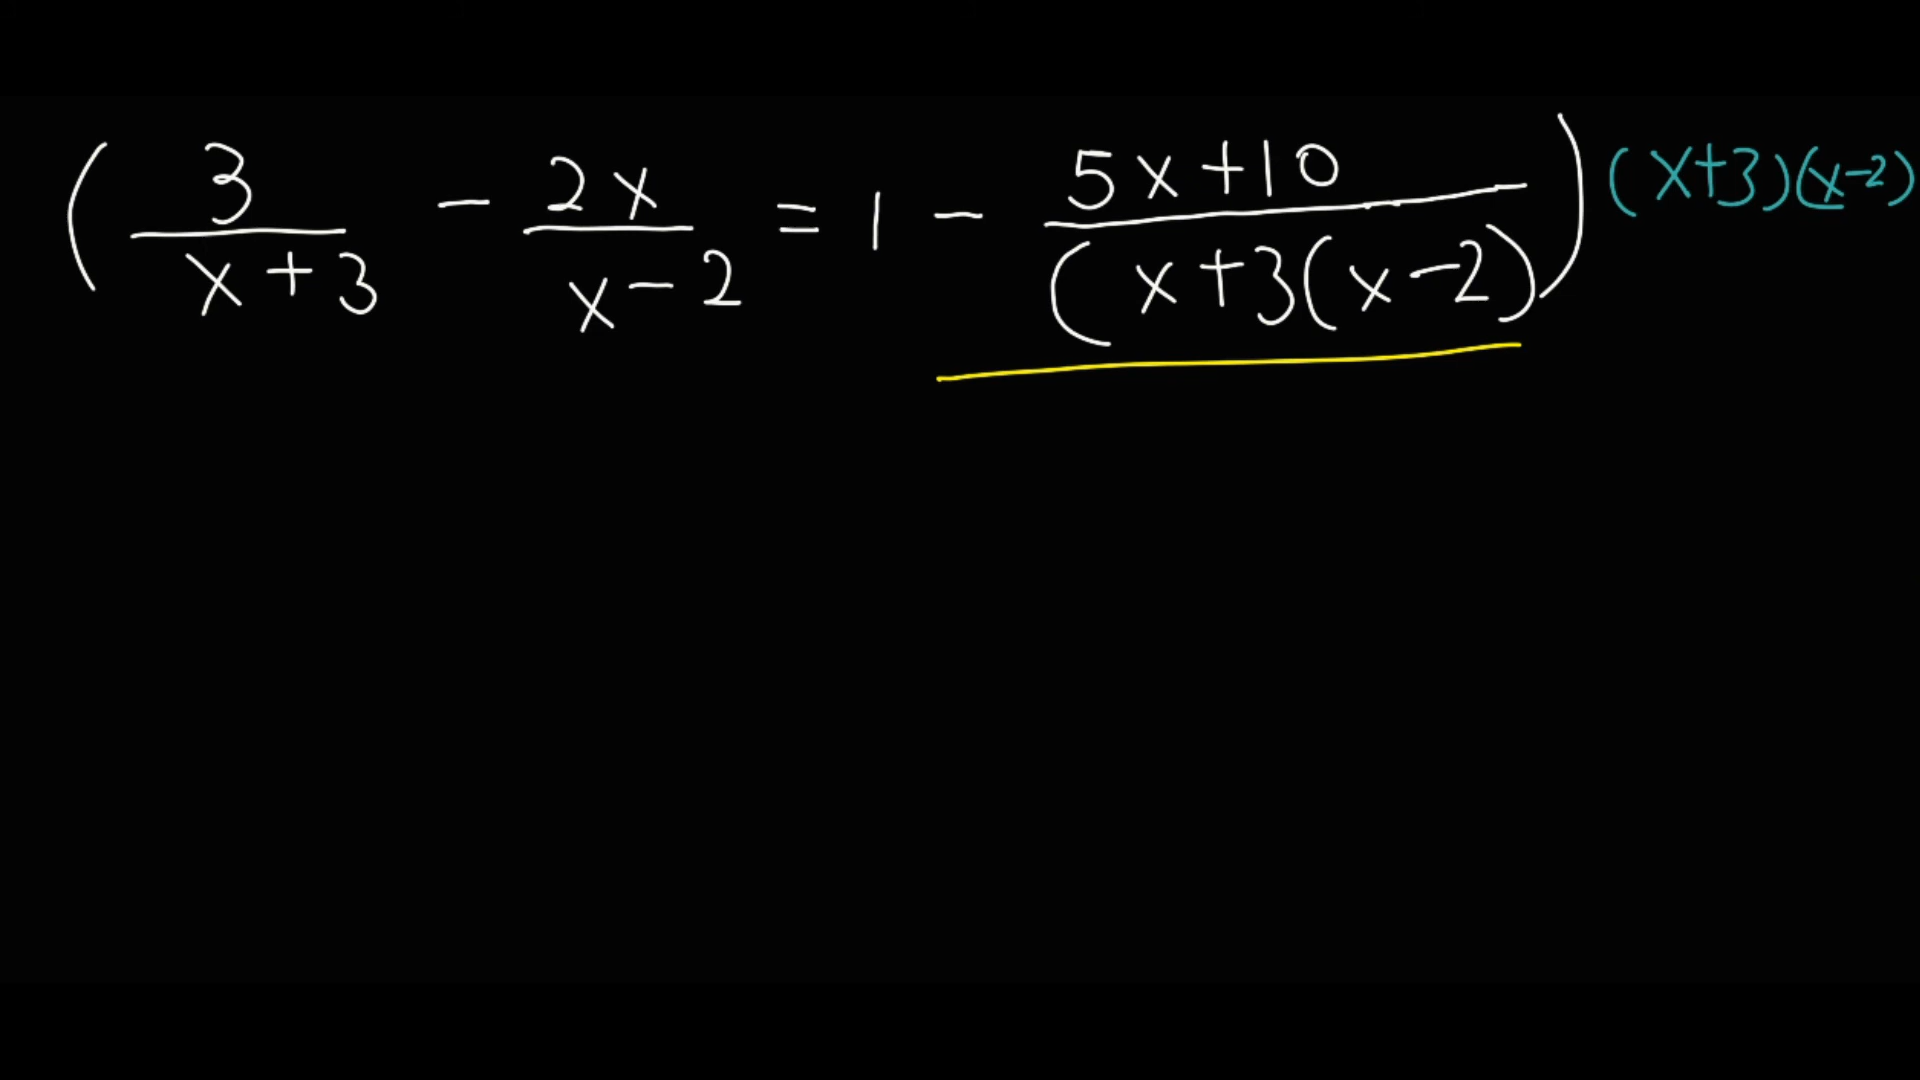 ( 3/(x+3) - 2x/(x-2) = 1 - (5x+10)/((x+3(x-2)) ) (x+3)(x-2)